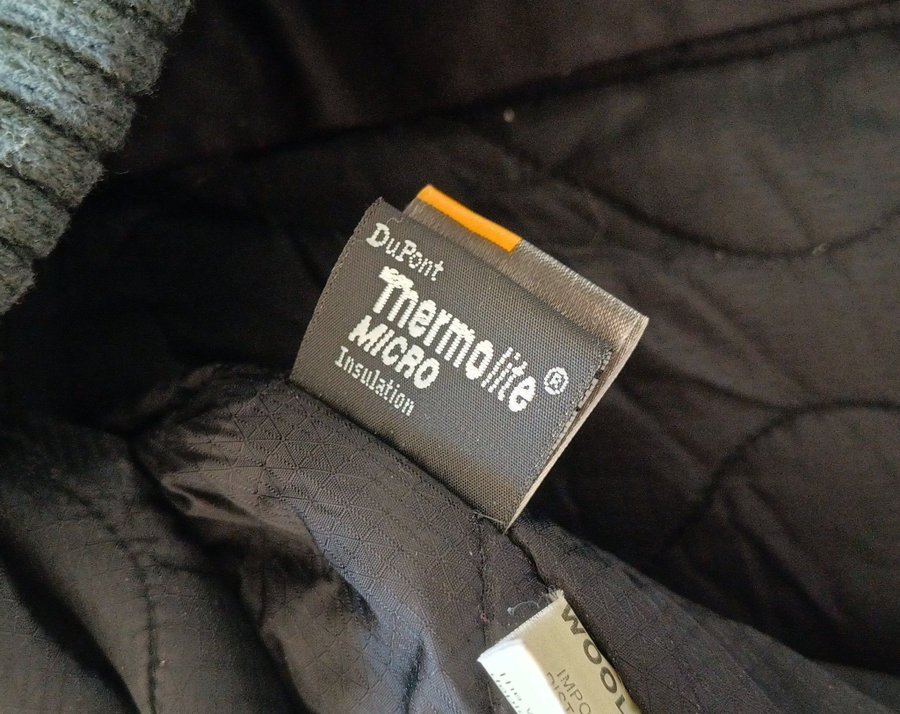 DuPont
Thermolite®
MICRO
Insulation
WOOL